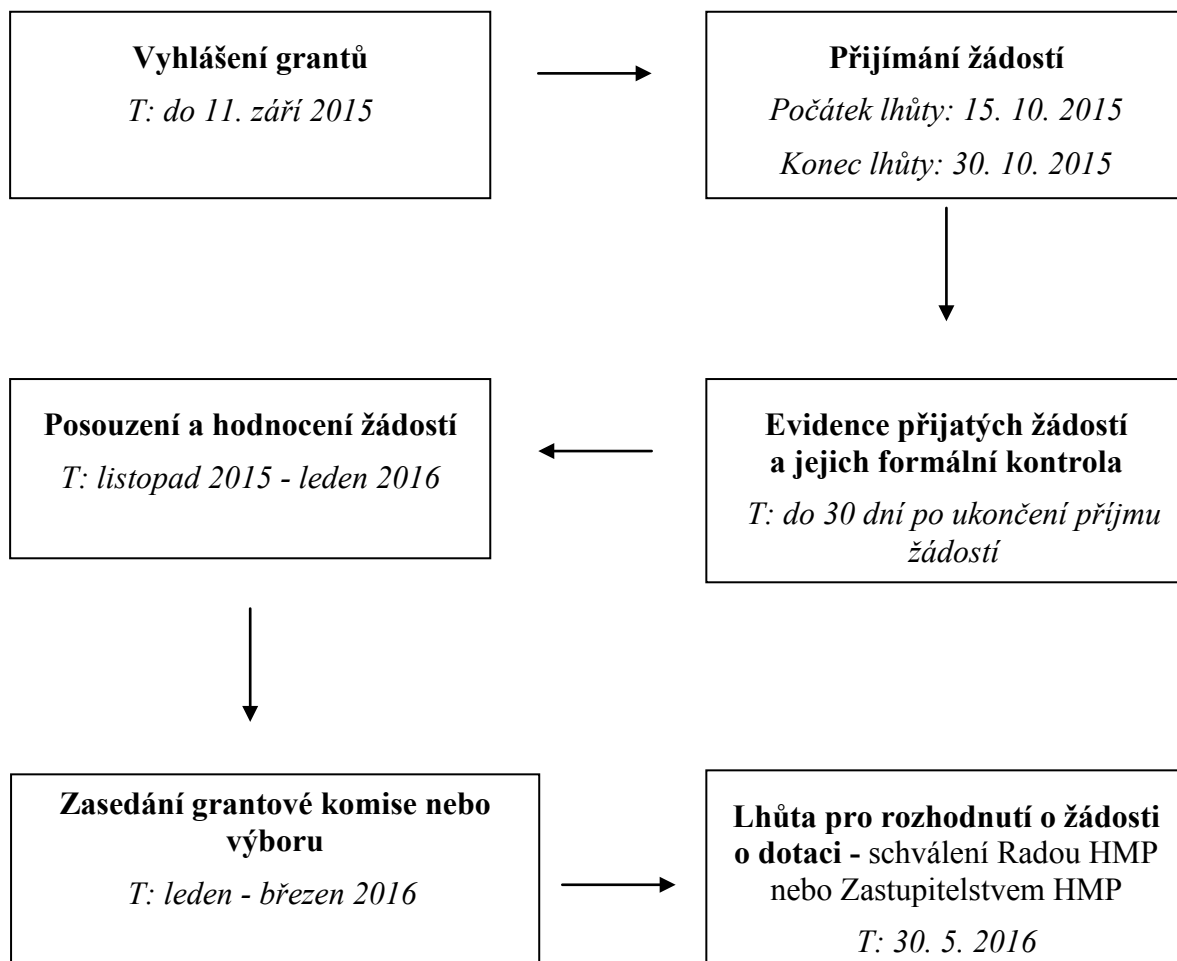 Vyhlášení grantů
T: do 11. září 2015
Přijímání žádostí
Počátek lhůty: 15. 10. 2015
Konec lhůty: 30. 10. 2015
Evidence přijatých žádostí
a jejich formální kontrola
T: do 30 dní po ukončení příjmu
žádostí
Posouzení a hodnocení žádostí
T: listopad 2015 - leden 2016
Zasedání grantové komise nebo
výboru
T: leden - březen 2016
Lhůta pro rozhodnutí o žádosti
o dotaci - schválení Radou HMP
nebo Zastupitelstvem HMP
T: 30. 5. 2016